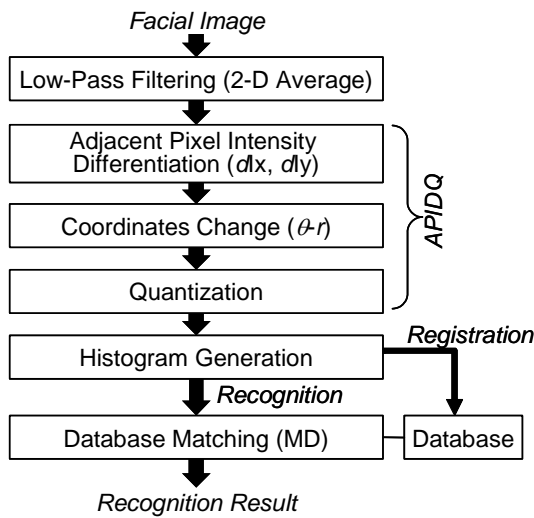 Facial Image
Low-Pass Filtering (2-D Average)
Adjacent Pixel Intensity
Differentiation (dIx, dIy)
Coordinates Change (θ-r)
Quantization
APIDQ
Histogram Generation
Registration
Recognition
Database Matching (MD)
Database
Recognition Result